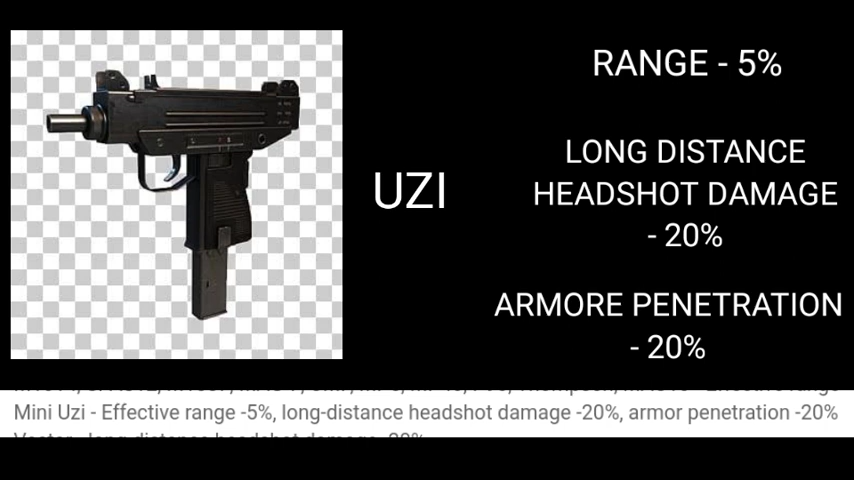 RANGE - 5%
LONG DISTANCE
HEADSHOT DAMAGE
- 20%
UZI
ARMORE PENETRATION
- 20%
Mini Uzi - Effective range -5%, long-distance headshot damage -20%, armor penetration -20%